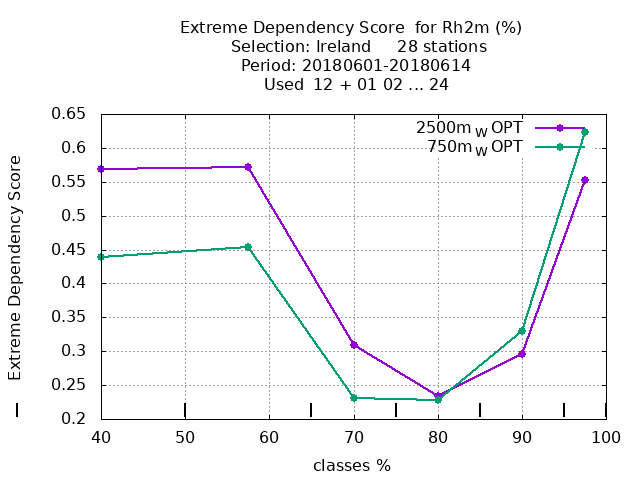 Extreme Dependency Score  for Rh2m (%)
Selection: Ireland     28 stations
Period: 20180601-20180614
Used  12 + 01 02 ... 24
2500m W OPT
750m W OPT
Extreme Dependency Score
0.65
0.6
0.55
0.5
0.45
0.4
0.35
0.3
0.25
0.2
40 50 60 70 80 90 100
classes %